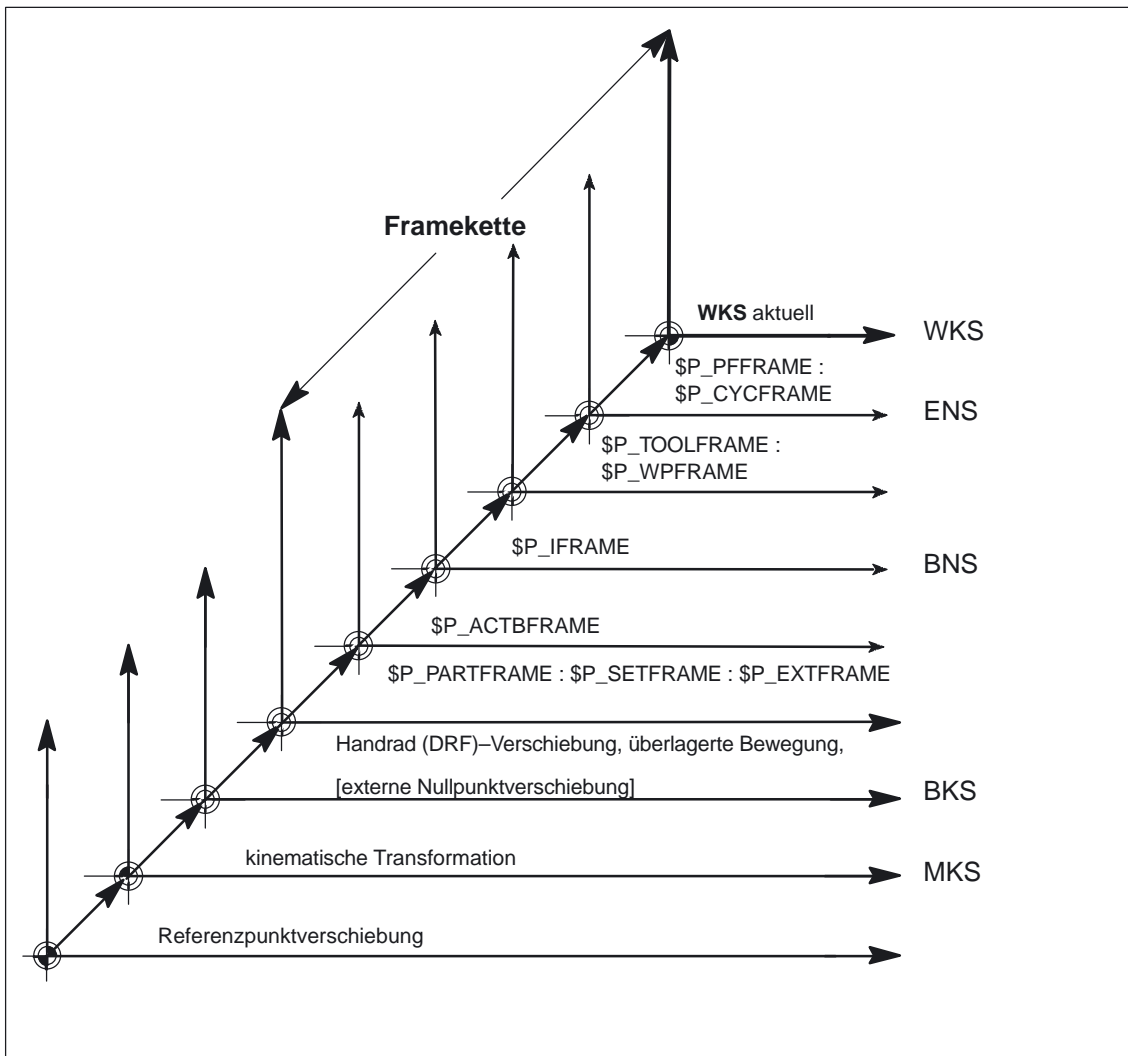 Framekette
WKS aktuell
WKS
$P_PFFRAME :
$P_CYCFRAME
ENS
$P_TOOLFRAME :
$P_WPFRAME
$P_IFRAME
BNS
$P_ACTBFRAME
$P_PARTFRAME : $P_SETFRAME : $P_EXTFRAME
Handrad (DRF)–Verschiebung, überlagerte Bewegung,
[externe Nullpunktverschiebung]
BKS
kinematische Transformation
MKS
Referenzpunktverschiebung